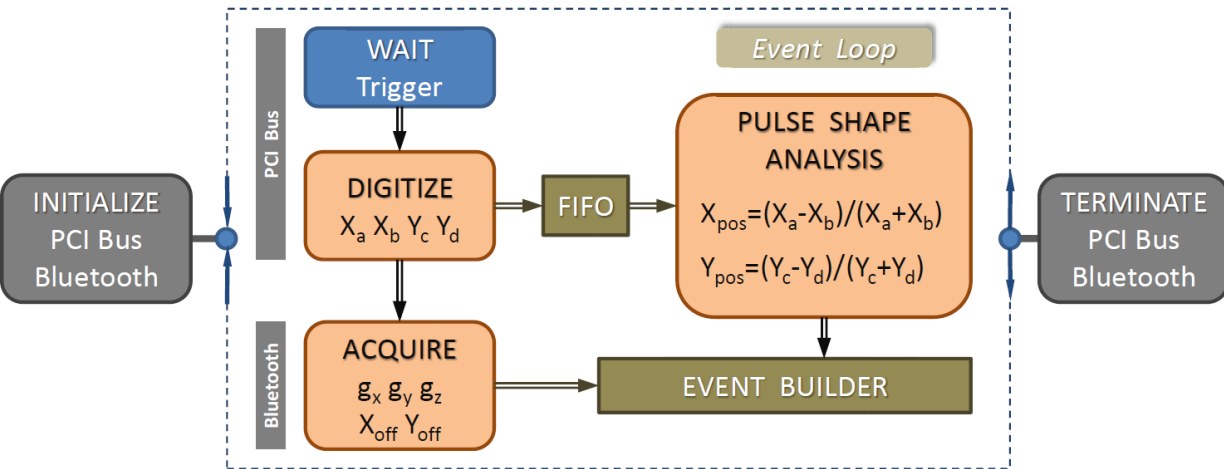 INITIALIZE
PCI Bus
Bluetooth
PCI Bus
WAIT
Trigger
DIGITIZE
Xa Xb Yc Yd
FIFO
Event Loop
PULSE SHAPE
ANALYSIS
Xpos=(Xa-Xb)/(Xa+Xb)
Ypos=(Yc-Yd)/(Yc+Yd)
Bluetooth
ACQUIRE
gx gy gz
Xoff Yoff
EVENT BUILDER
TERMINATE
PCI Bus
Bluetooth